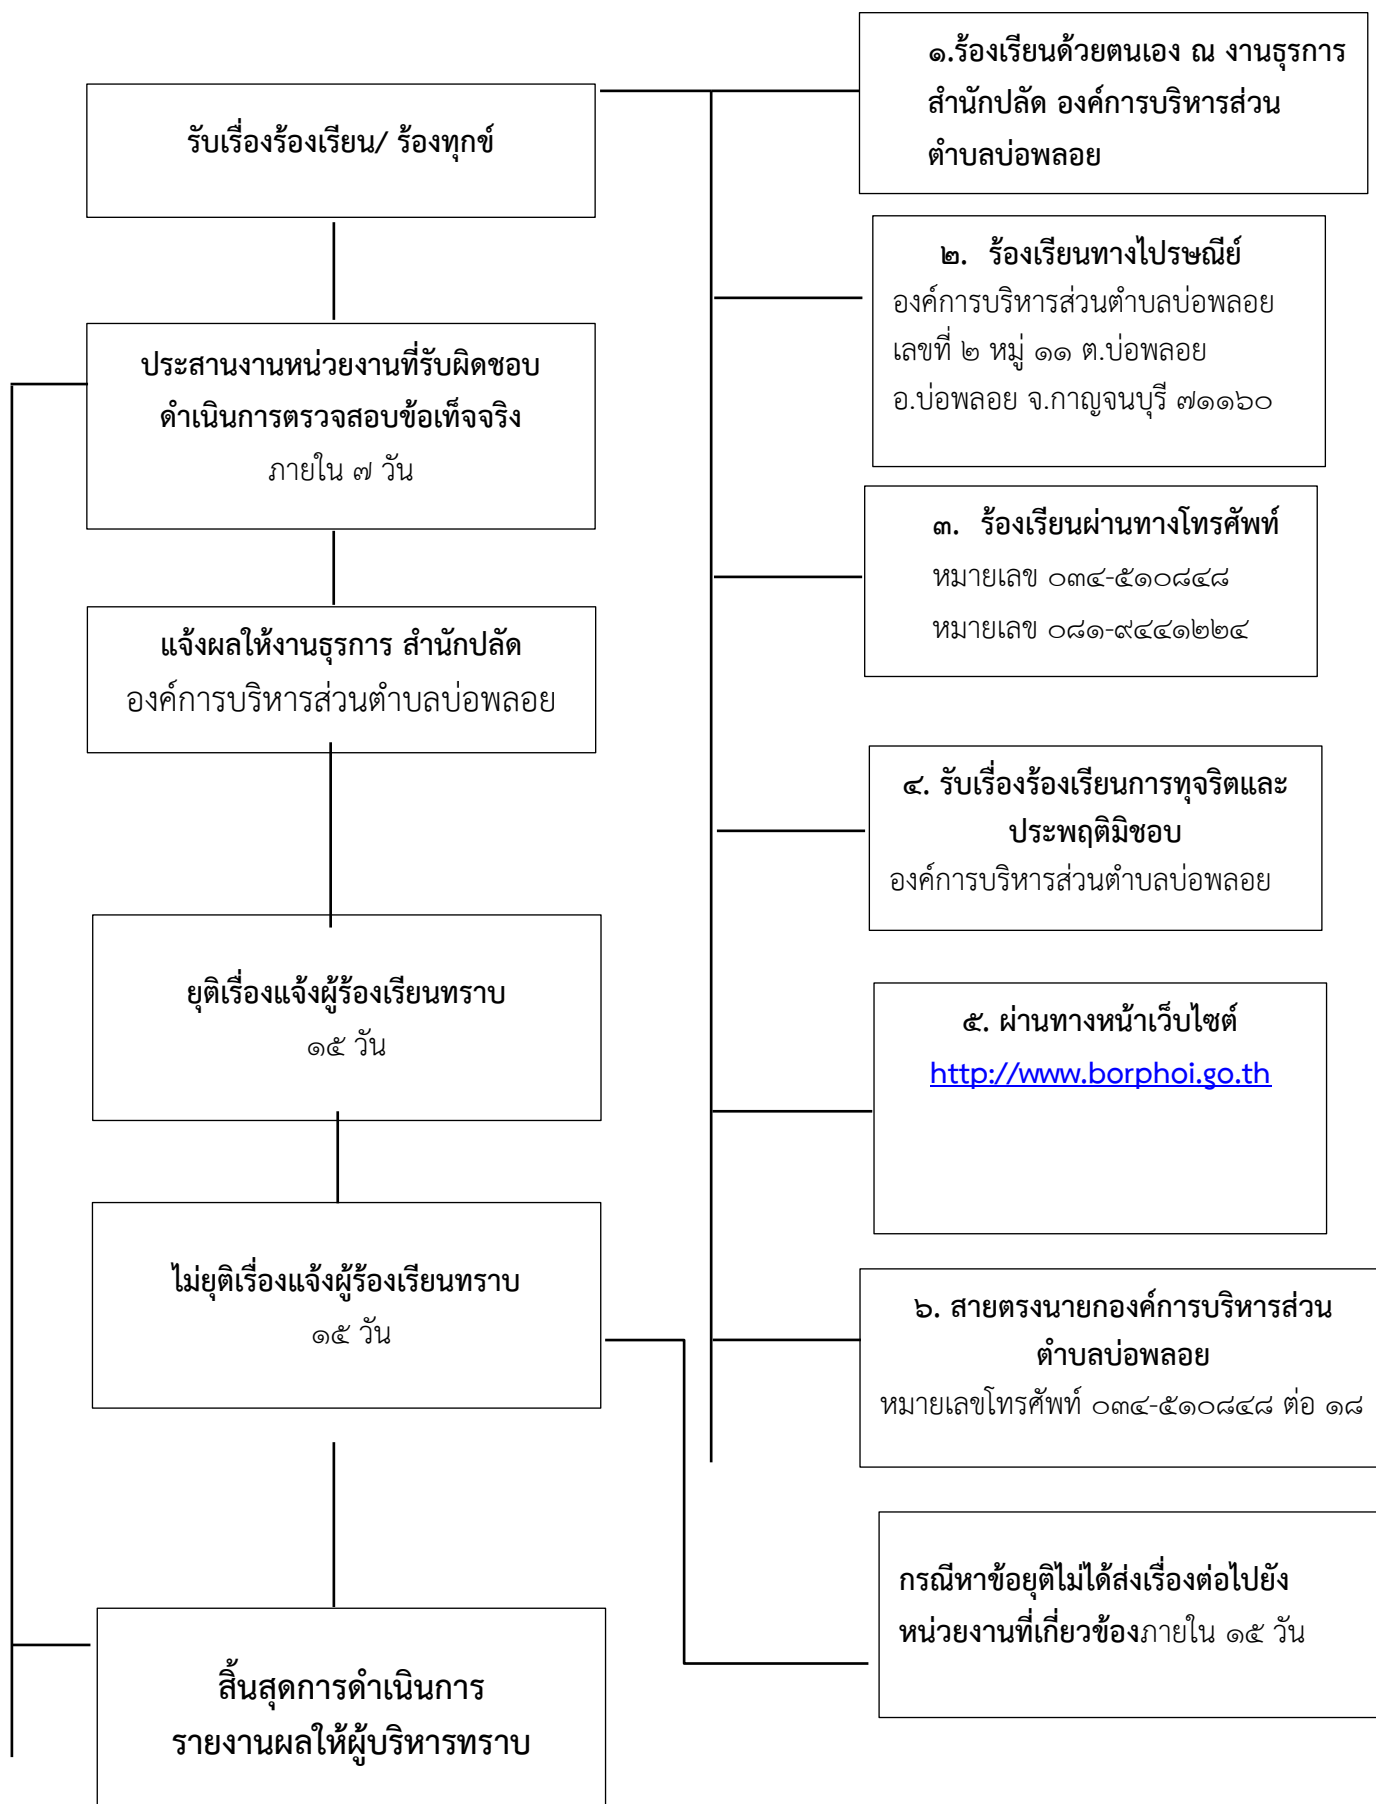 รับเรื่องร้องเรียน/ ร้องทุกข์
ประสานงานหน่วยงานที่รับผิดชอบ
ดำเนินการตรวจสอบข้อเท็จจริง
ภายใน ๗ วัน
แจ้งผลให้งานธุรการ สำนักปลัด
องค์การบริหารส่วนตำบลบ่อพลอย
ยุติเรื่องแจ้งผู้ร้องเรียนทราบ
๑๕ วัน
ไม่ยุติเรื่องแจ้งผู้ร้องเรียนทราบ
๑๕ วัน
สิ้นสุดการดำเนินการ
รายงานผลให้ผู้บริหารทราบ
๑.ร้องเรียนด้วยตนเอง ณ งานธุรการ
สำนักปลัด องค์การบริหารส่วน
ตำบลบ่อพลอย
๒. ร้องเรียนทางไปรษณีย์
องค์การบริหารส่วนตำบลบ่อพลอย
เลขที่ ๒ หมู่ ๑๑ ต.บ่อพลอย
อ.บ่อพลอย จ.กาญจนบุรี ๗๑๑๖๐
๓. ร้องเรียนผ่านทางโทรศัพท์
หมายเลข ๐๓๔-๕๑๐๘๔๘
หมายเลข ๐๘๑-๙๔๔๑๒๒๔
๔. รับเรื่องร้องเรียนการทุจริตและ
ประพฤติมิชอบ
องค์การบริหารส่วนตำบลบ่อพลอย
๕. ผ่านทางหน้าเว็บไซต์
http://www.borphoi.go.th
๖. สายตรงนายกองค์การบริหารส่วน
ตำบลบ่อพลอย
หมายเลขโทรศัพท์ ๐๓๔-๕๑๐๘๔๘ ต่อ ๑๘
กรณีหาข้อยุติไม่ได้ส่งเรื่องต่อไปยัง
หน่วยงานที่เกี่ยวข้องภายใน ๑๕ วัน